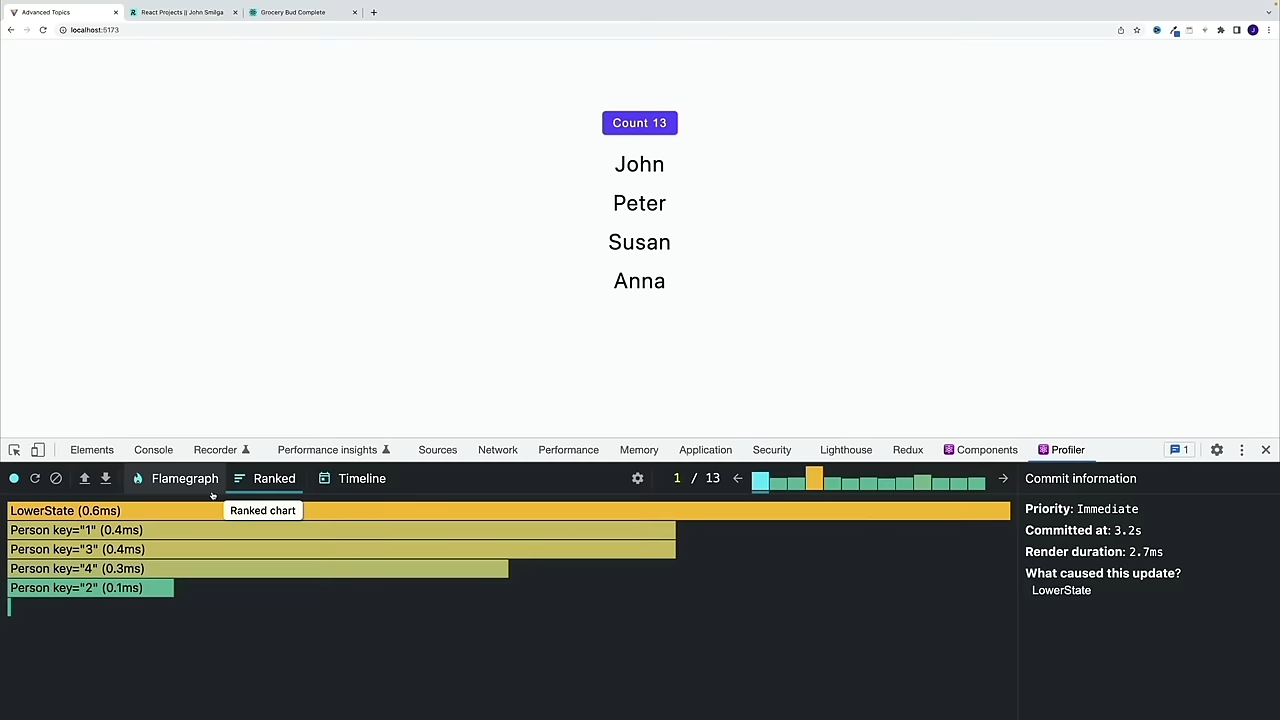 Advanced Topics
React Projects || John Smilga
Grocery Bud Complete
localhost:5173
Count 13
John
Peter
Susan
Anna
Elements Console Recorder Performance insights Sources Network Performance Memory Application Security Lighthouse Redux Components Profiler 1
Flamegraph Ranked Timeline 1 / 13 Commit information
LowerState (0.6ms)
Ranked chart
Person key="1" (0.4ms)
Person key="3" (0.4ms)
Person key="4" (0.3ms)
Person key="2" (0.1ms)
Priority: Immediate
Committed at: 3.2s
Render duration: 2.7ms
What caused this update?
LowerState